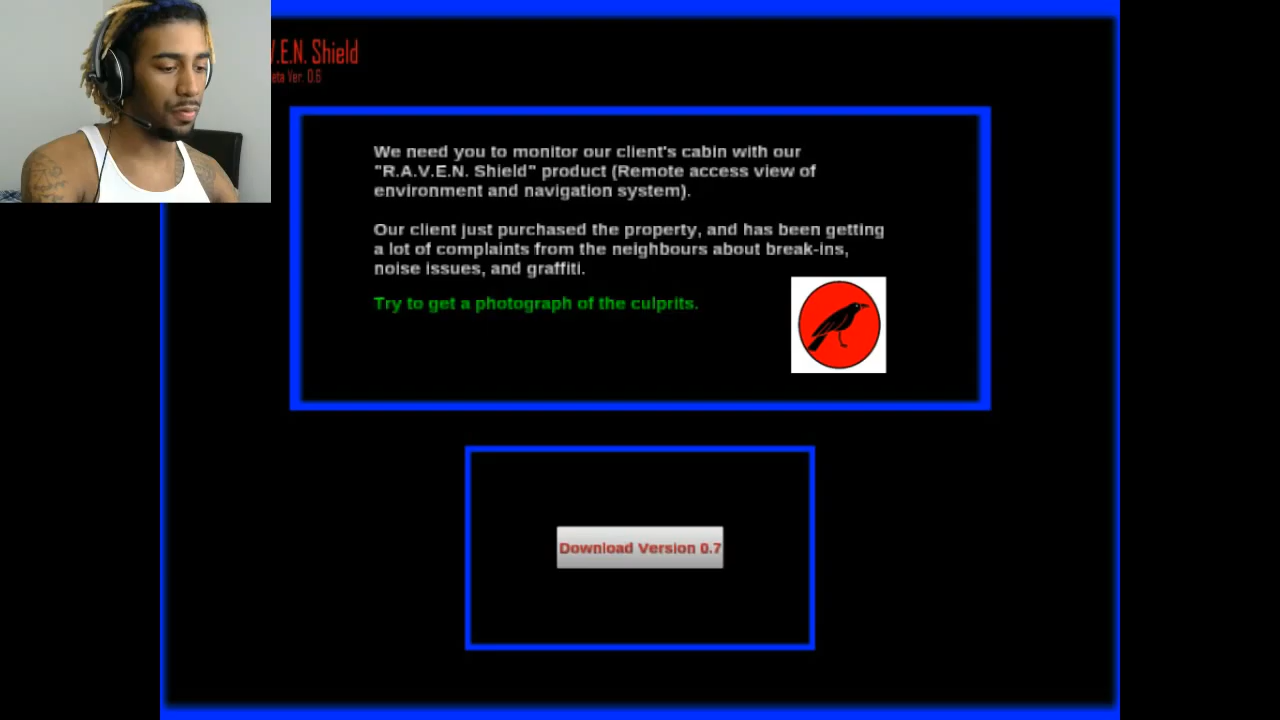 .E.N. Shield
eta Ver. 0.6
We need you to monitor our client's cabin with our
"R.A.V.E.N. Shield" product (Remote access view of
environment and navigation system).
Our client just purchased the property, and has been getting
a lot of complaints from the neighbours about break-ins,
noise issues, and graffiti.
Try to get a photograph of the culprits.
Download Version 0.7